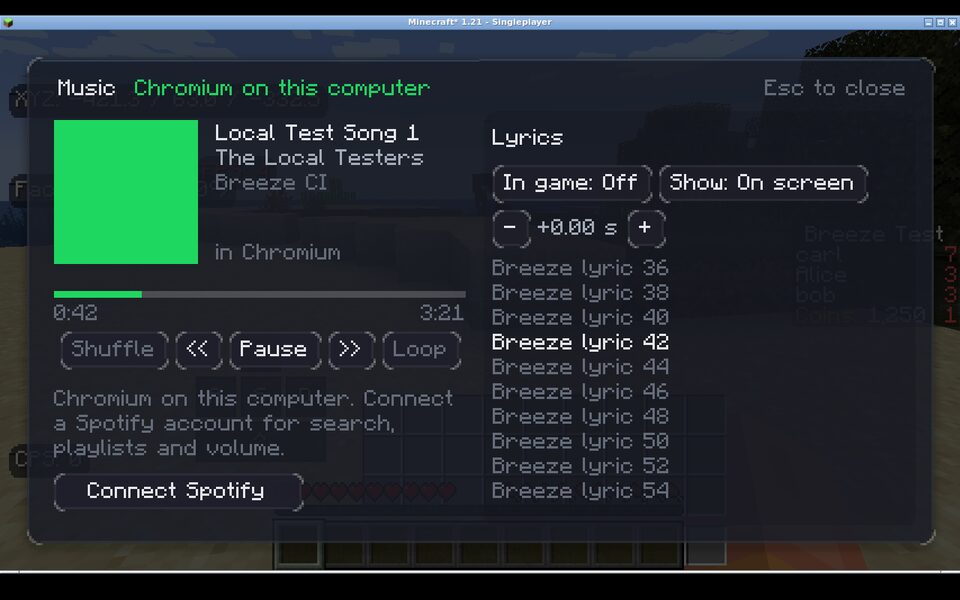 Minecraft* 1.21 - Singleplayer
Music Chromium on this computer
Esc to close
Local Test Song 1
The Local Testers
Breeze CI
in Chromium
0:42 3:21
Shuffle << Pause >> Loop
Chromium on this computer. Connect
a Spotify account for search,
playlists and volume.
Connect Spotify
Lyrics
In game: Off Show: On screen
- +0.00 s +
Breeze lyric 36
Breeze lyric 38
Breeze lyric 40
Breeze lyric 42
Breeze lyric 44
Breeze lyric 46
Breeze lyric 48
Breeze lyric 50
Breeze lyric 52
Breeze lyric 54
Breeze Test
carl 7
Alice 3
bob 3
Coins: 1,250 1